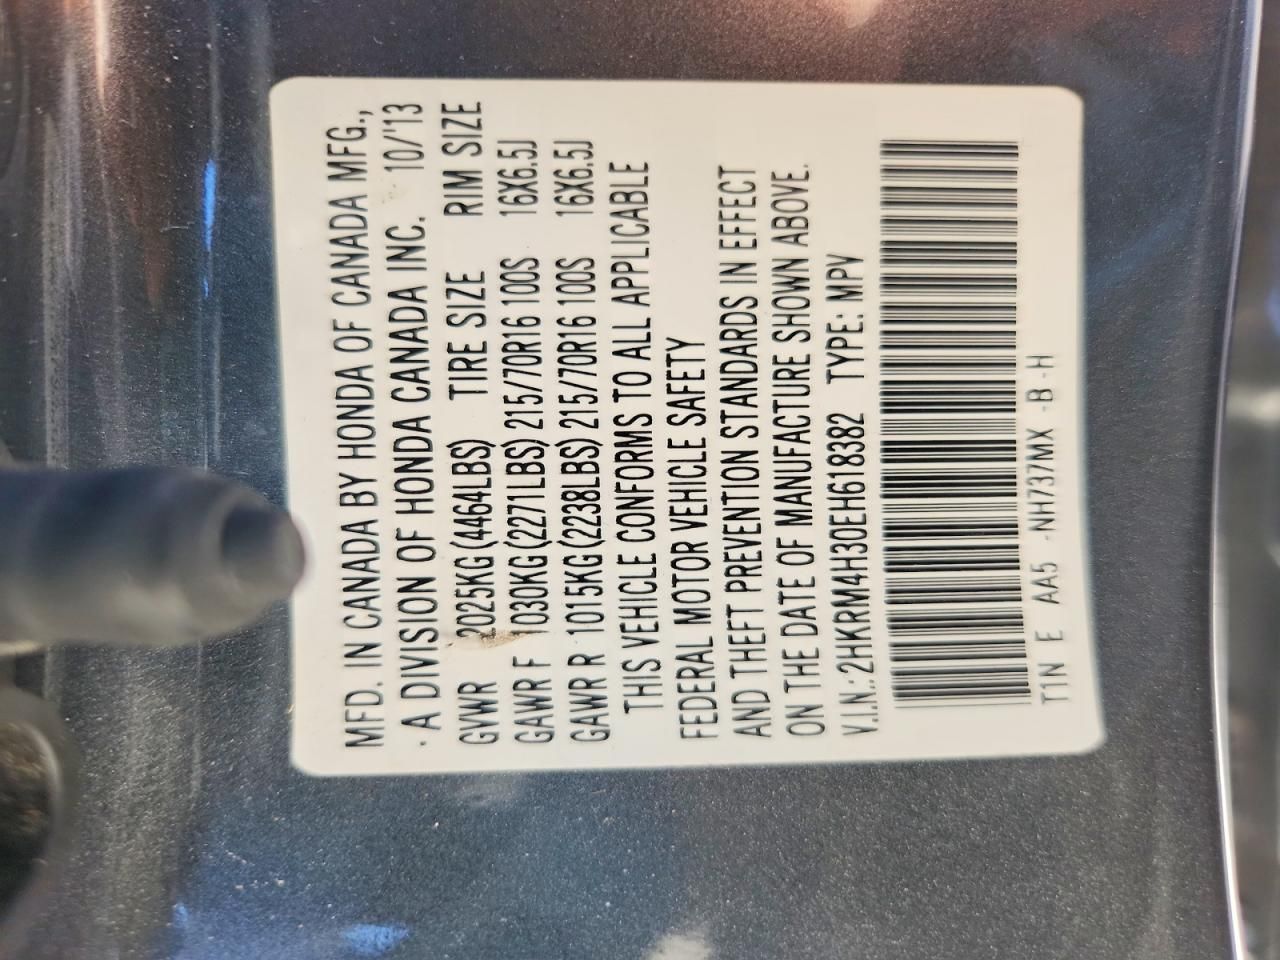 MFD. IN CANADA BY HONDA OF CANADA MFG.,
A DIVISION OF HONDA CANADA INC. 10/'13
GVWR 2025KG (4464LBS) TIRE SIZE RIM SIZE
GAWR F 1030KG (2271LBS) 215/70R16 100S 16X6.5J
GAWR R 1015KG (2238LBS) 215/70R16 100S 16X6.5J
THIS VEHICLE CONFORMS TO ALL APPLICABLE
FEDERAL MOTOR VEHICLE SAFETY
AND THEFT PREVENTION STANDARDS IN EFFECT
ON THE DATE OF MANUFACTURE SHOWN ABOVE.
V.I.N.: 2HKRM4H30EH618382 TYPE: MPV
T1N E AA5 -NH737MX -B -H